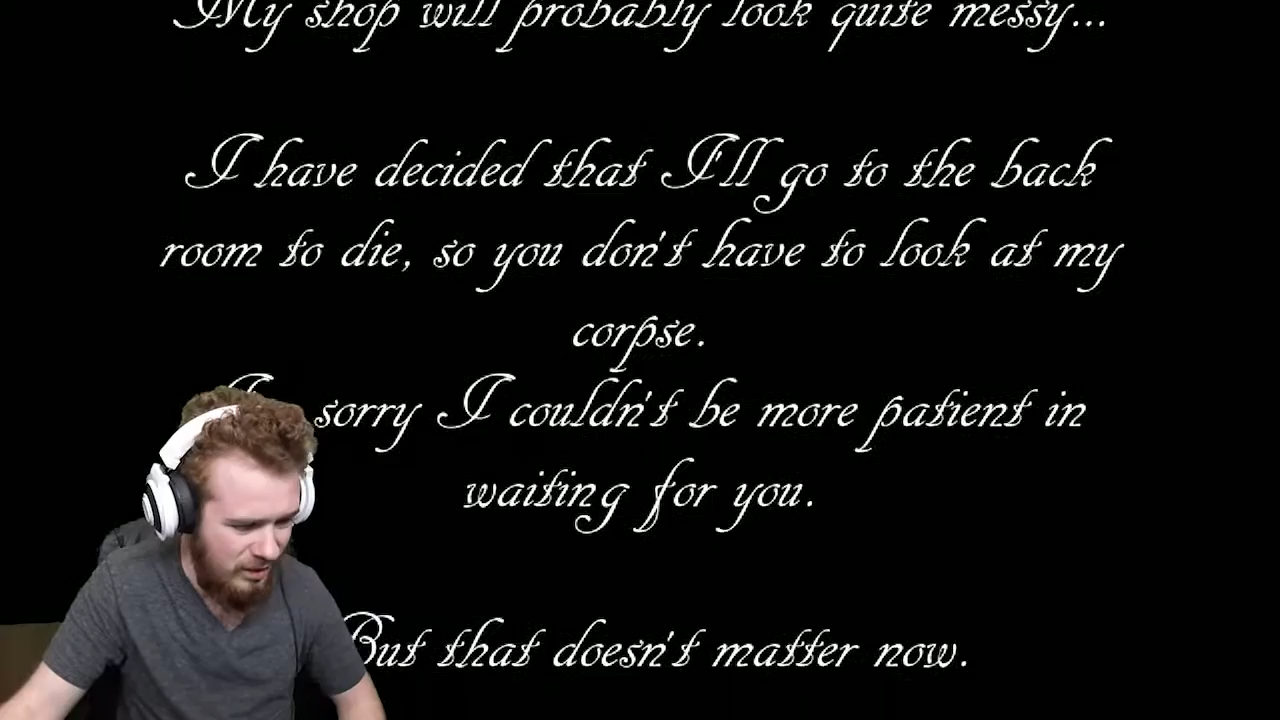 My shop will probably look quite messy...
I have decided that I'll go to the back
room to die, so you don't have to look at my
corpse.
sorry I couldn't be more patient in
waiting for you.
But that doesn't matter now.